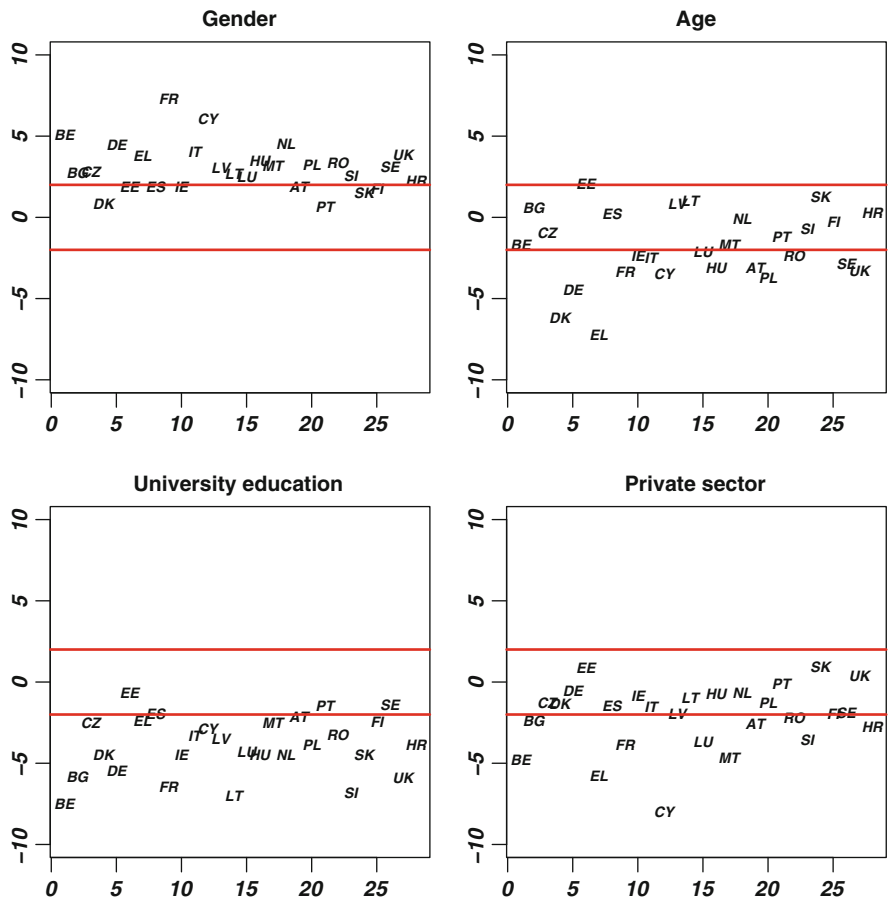 Gender
10
5
0
−5
−10
FR
CY
BE
DE
NL
IT
EL
UK
HU
RO
PL
MT
SE
LV
BG
CZ
LT
LU
SI
HR
EE
ES
IE
AT
FI
SK
DK
PT
0 5 10 15 20 25
Age
10
5
0
−5
−10
EE
SK
LV
LT
BG
ES
HR
NL
FI
SI
CZ
PT
BE
MT
LU
IE
IT
RO
SE
FR
CY
HU
AT
UK
PL
DE
DK
EL
0 5 10 15 20 25
University education
10
5
0
−5
−10
EE
PT
SE
ES
AT
CZ
EL
MT
FI
CY
IT
LV
RO
PL
HR
DK
IE
LU
HU
NL
SK
DE
BG
UK
FR
SI
LT
BE
0 5 10 15 20 25
Private sector
10
5
0
−5
−10
EE
SK
UK
PT
DE
IE
LT
HU
NL
CZ
DK
ES
IT
PL
LV
FI
SE
BG
RO
AT
HR
FR
LU
SI
BE
MT
EL
CY
0 5 10 15 20 25